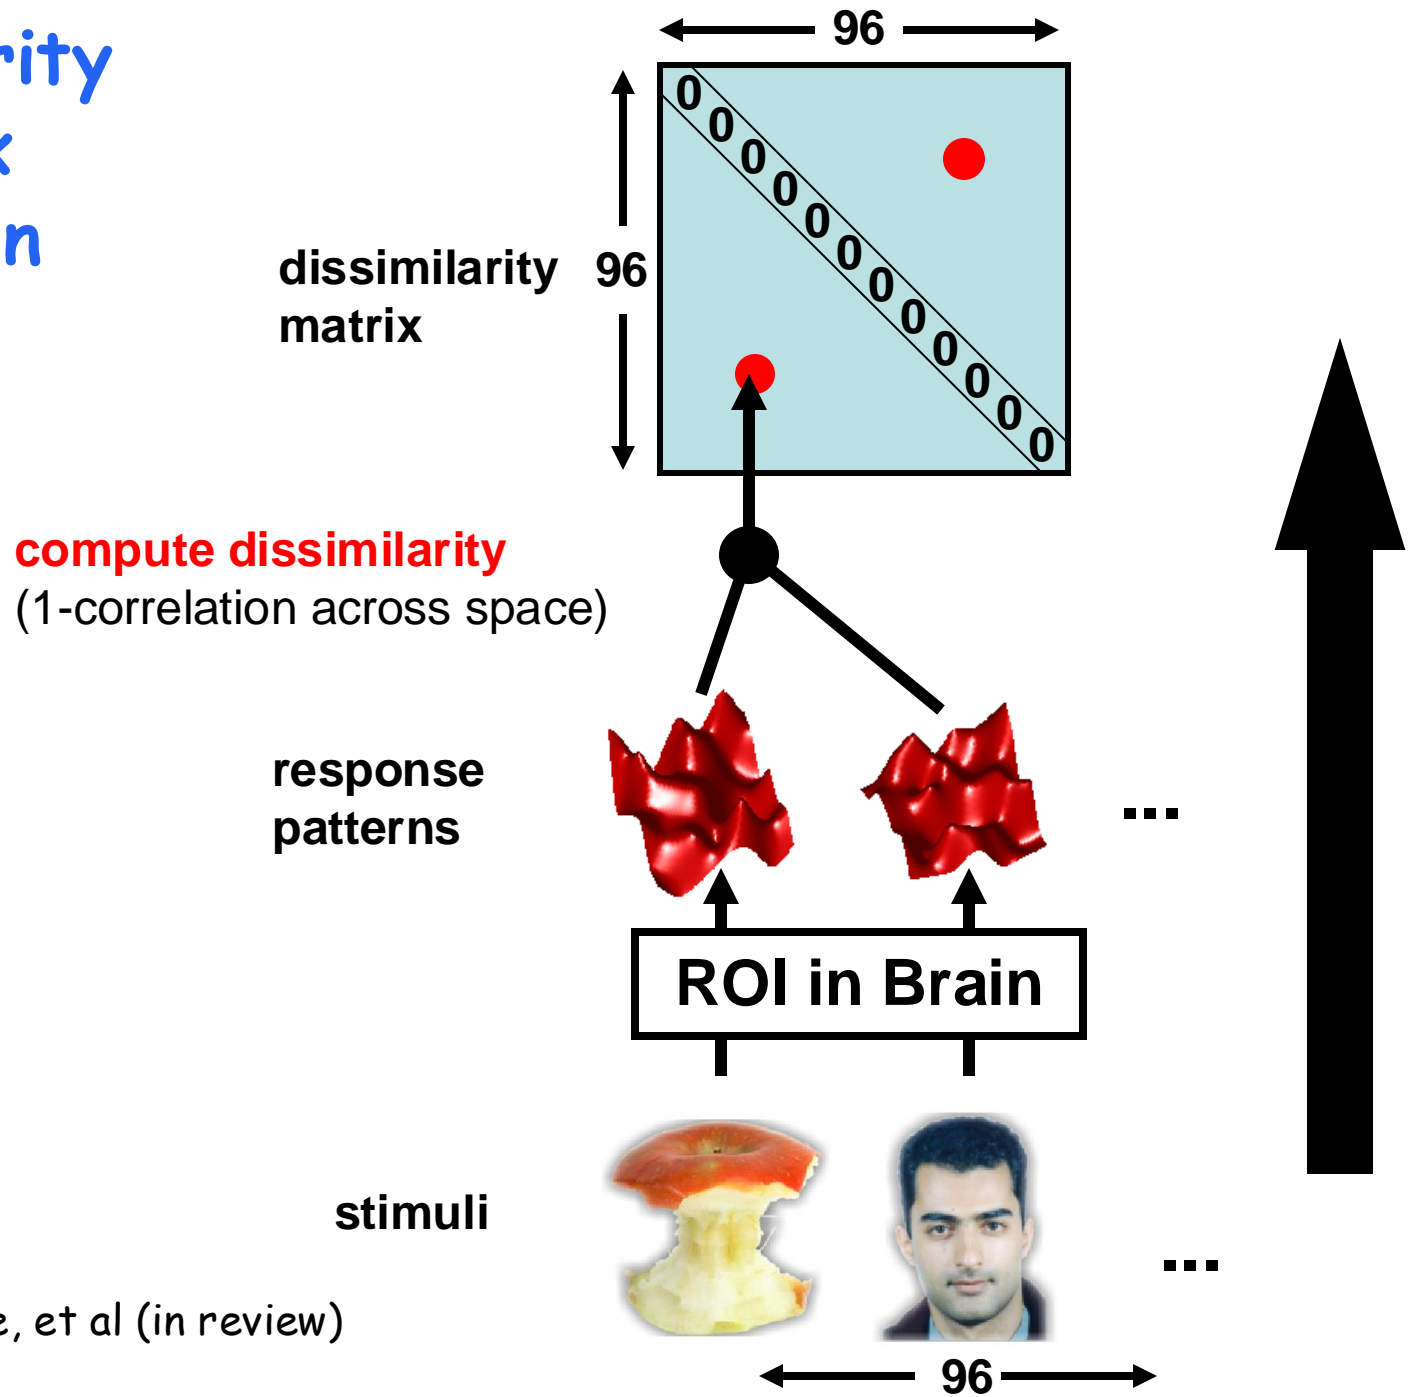 96
rity
x
n
0
0
0
0
0
0
0
0
0
0
0
0
dissimilarity 96
matrix
compute dissimilarity
(1-correlation across space)
response
patterns
...
ROI in Brain
stimuli
...
e, et al (in review)
96